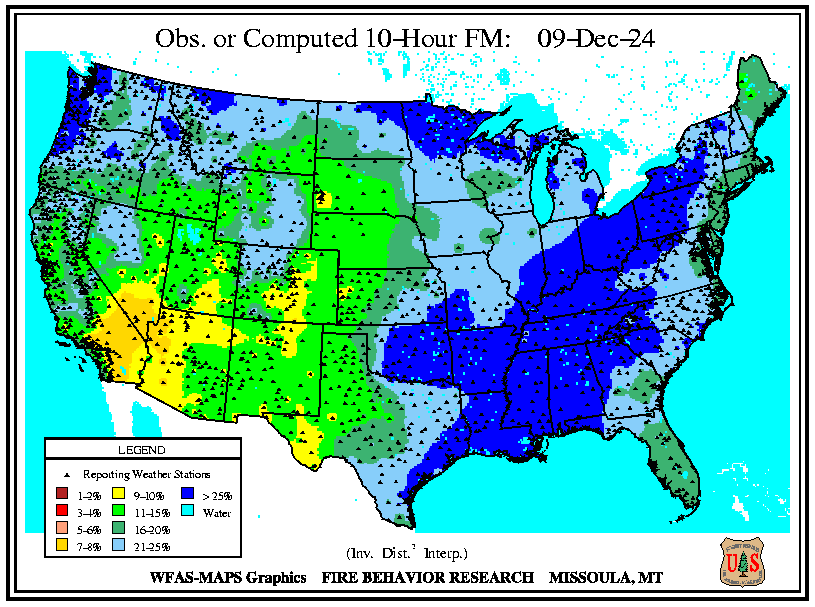 Obs. or Computed 10-Hour FM: 09-Dec-24
LEGEND
Reporting Weather Stations
1-2% 9-10% > 25%
3-4% 11-15% Water
5-6% 16-20%
7-8% 21-25%
(Inv. Dist.² Interp.)
WFAS-MAPS Graphics FIRE BEHAVIOR RESEARCH MISSOULA, MT
U S